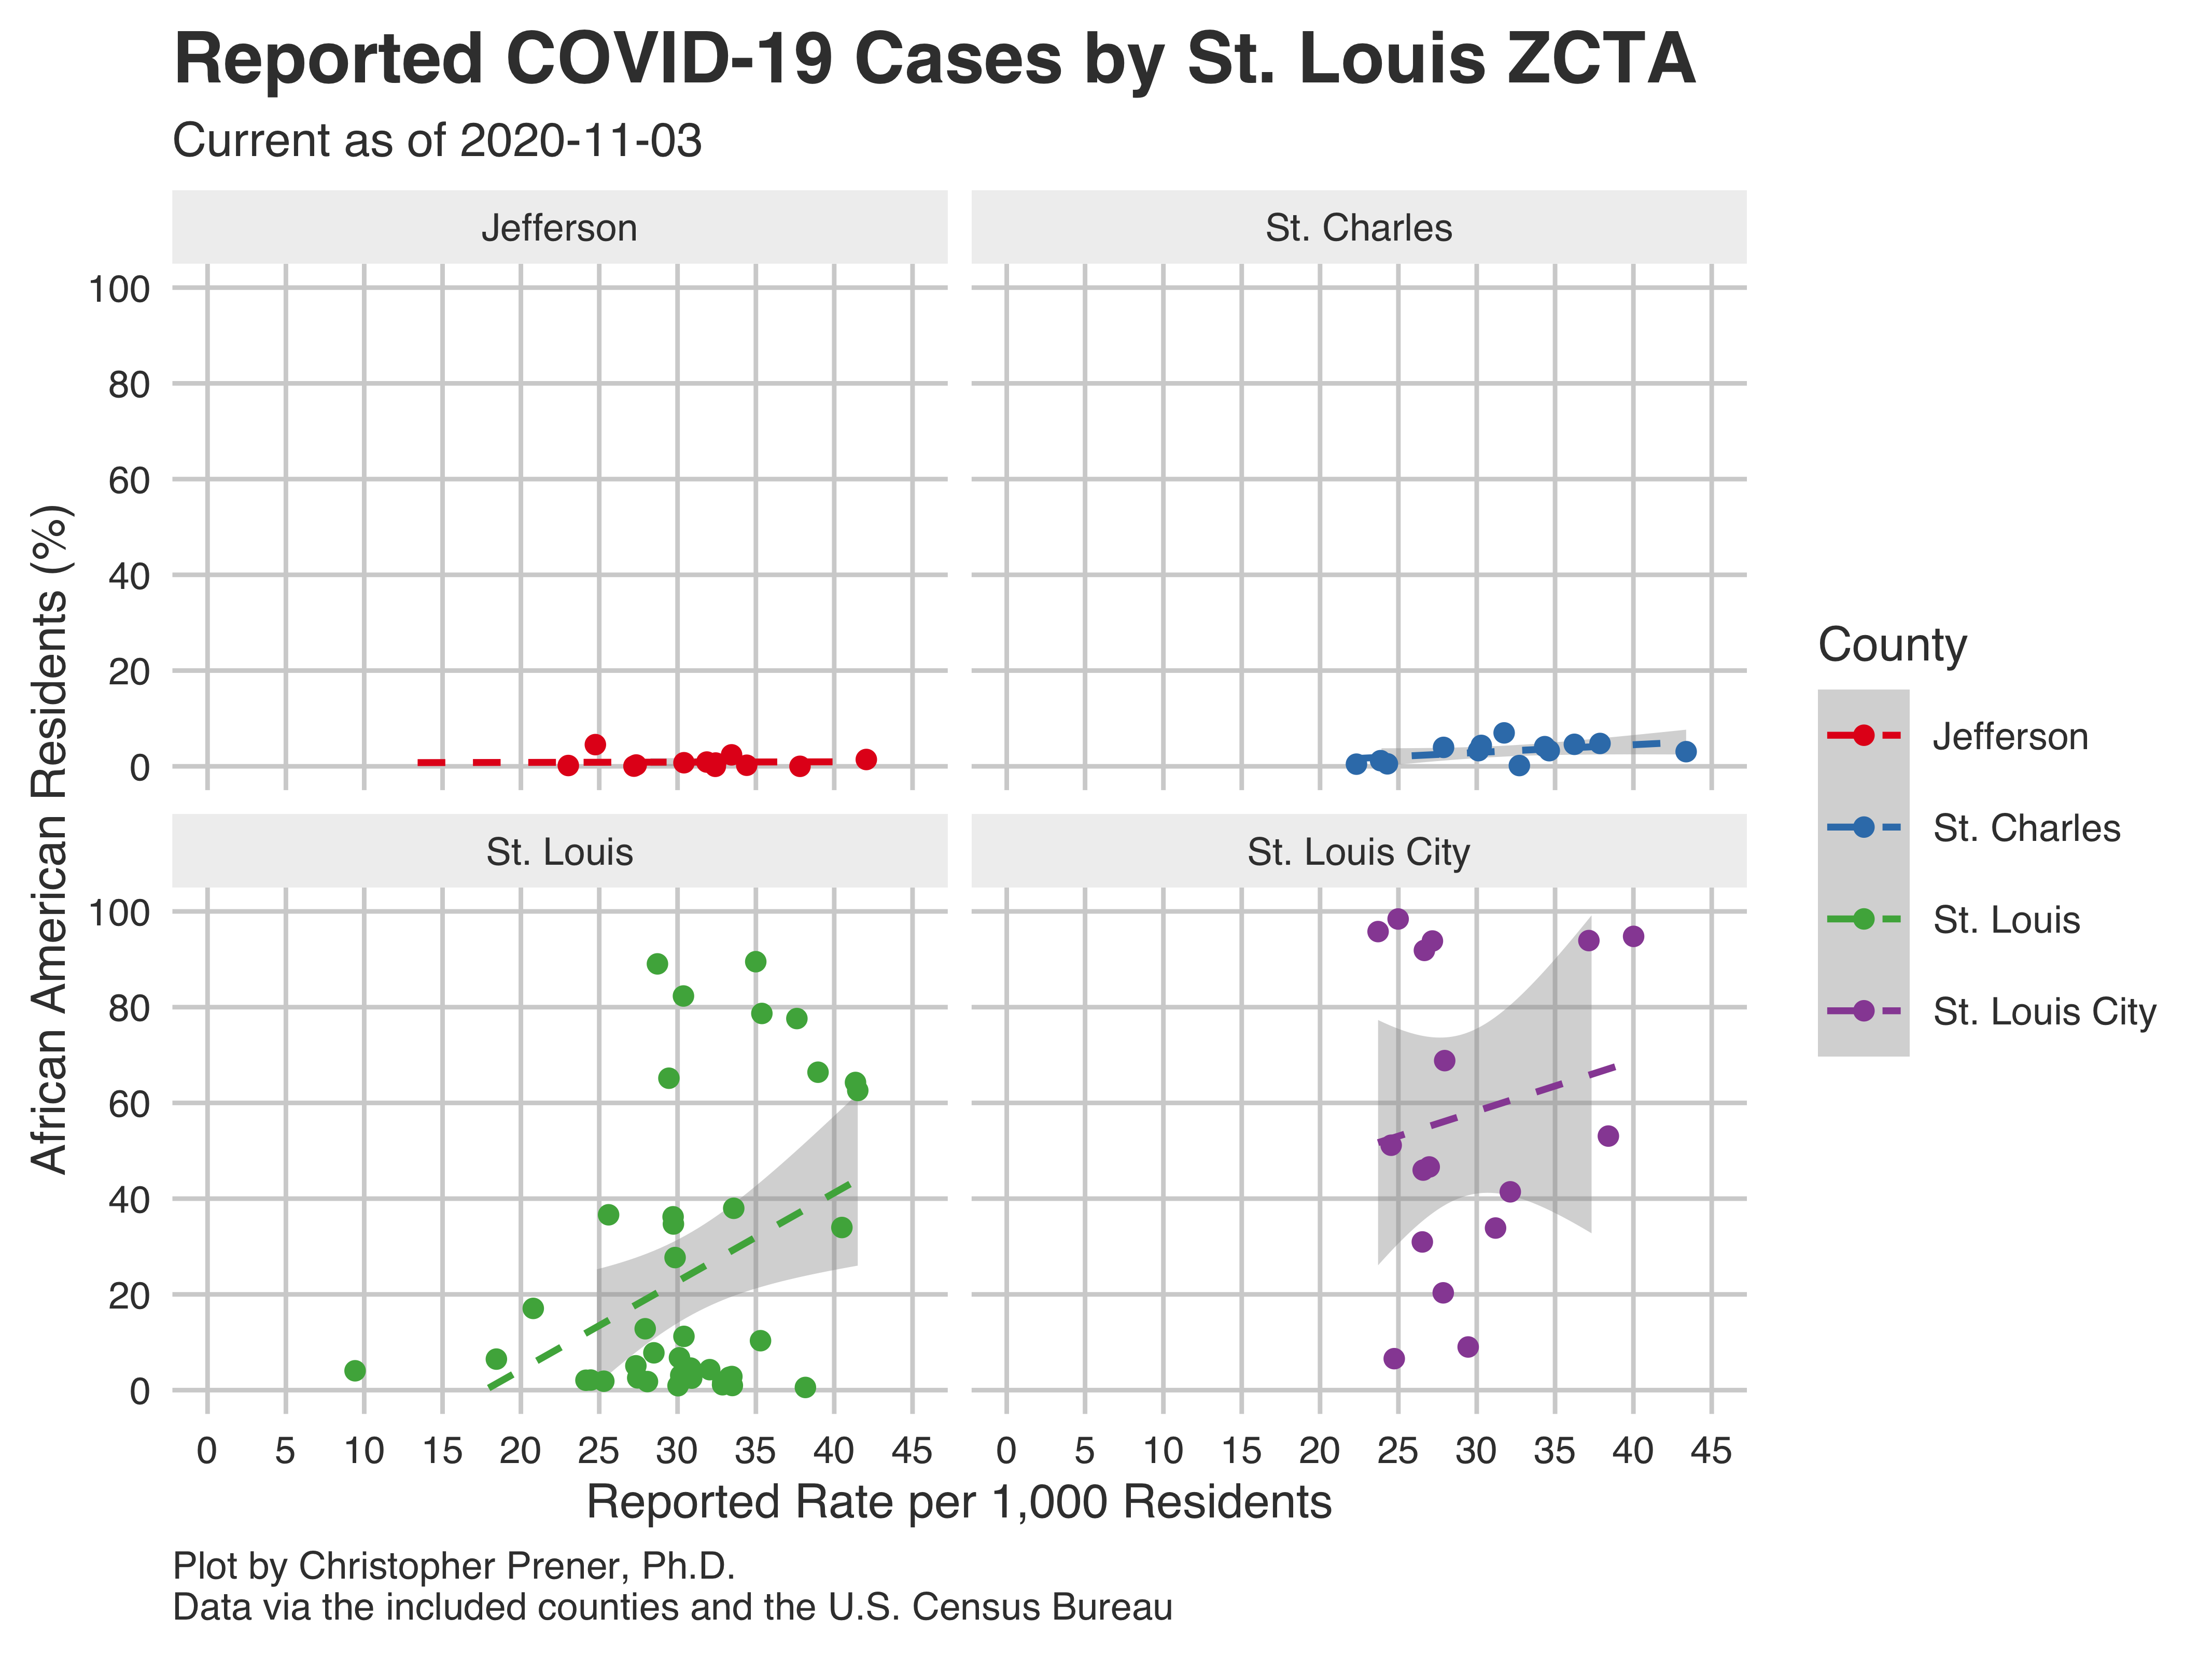 Reported COVID-19 Cases by St. Louis ZCTA
Current as of 2020-11-03
Jefferson
St. Charles
100
80
60
40
20
0
St. Louis
St. Louis City
100
80
60
40
20
0
0 5 10 15 20 25 30 35 40 45
0 5 10 15 20 25 30 35 40 45
African American Residents (%)
Reported Rate per 1,000 Residents
County
Jefferson
St. Charles
St. Louis
St. Louis City
Plot by Christopher Prener, Ph.D.
Data via the included counties and the U.S. Census Bureau